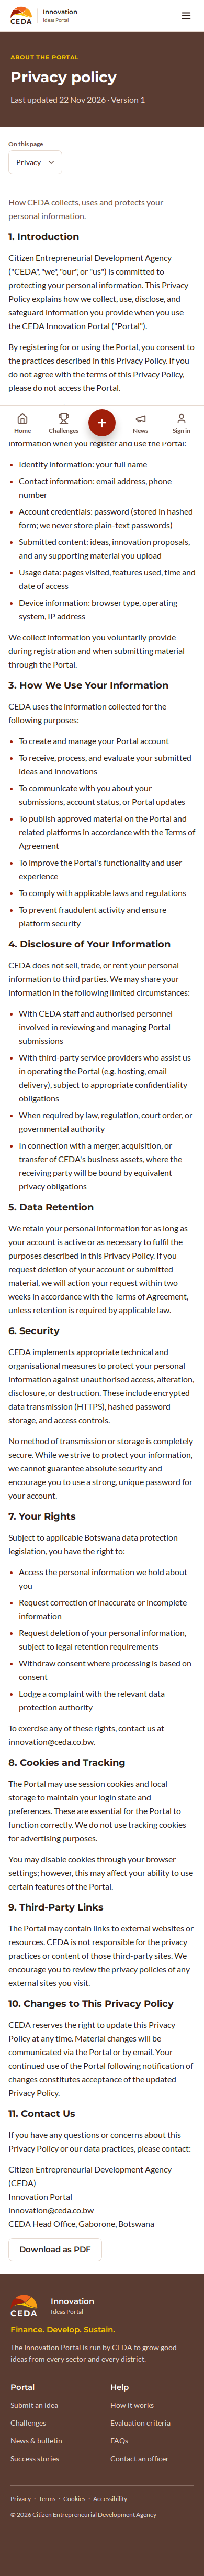 CEDA
Innovation
Ideas Portal
ABOUT THE PORTAL
Privacy policy
Last updated 22 Nov 2026 · Version 1
On this page
Privacy
How CEDA collects, uses and protects your
personal information.
1. Introduction
Citizen Entrepreneurial Development Agency
("CEDA", "we", "our", or "us") is committed to
protecting your personal information. This Privacy
Policy explains how we collect, use, disclose, and
safeguard information you provide when you use
the CEDA Innovation Portal ("Portal").
By registering for or using the Portal, you consent to
the practices described in this Privacy Policy. If you
do not agree with the terms of this Privacy Policy,
please do not access the Portal.
Home
Challenges
News
Sign in
information when you register and use the Portal:
• Identity information: your full name
• Contact information: email address, phone
number
• Account credentials: password (stored in hashed
form; we never store plain-text passwords)
• Submitted content: ideas, innovation proposals,
and any supporting material you upload
• Usage data: pages visited, features used, time and
date of access
• Device information: browser type, operating
system, IP address
We collect information you voluntarily provide
during registration and when submitting material
through the Portal.
3. How We Use Your Information
CEDA uses the information collected for the
following purposes:
• To create and manage your Portal account
• To receive, process, and evaluate your submitted
ideas and innovations
• To communicate with you about your
submissions, account status, or Portal updates
• To publish approved material on the Portal and
related platforms in accordance with the Terms of
Agreement
• To improve the Portal's functionality and user
experience
• To comply with applicable laws and regulations
• To prevent fraudulent activity and ensure
platform security
4. Disclosure of Your Information
CEDA does not sell, trade, or rent your personal
information to third parties. We may share your
information in the following limited circumstances:
• With CEDA staff and authorised personnel
involved in reviewing and managing Portal
submissions
• With third-party service providers who assist us
in operating the Portal (e.g. hosting, email
delivery), subject to appropriate confidentiality
obligations
• When required by law, regulation, court order, or
governmental authority
• In connection with a merger, acquisition, or
transfer of CEDA's business assets, where the
receiving party will be bound by equivalent
privacy obligations
5. Data Retention
We retain your personal information for as long as
your account is active or as necessary to fulfil the
purposes described in this Privacy Policy. If you
request deletion of your account or submitted
material, we will action your request within two
weeks in accordance with the Terms of Agreement,
unless retention is required by applicable law.
6. Security
CEDA implements appropriate technical and
organisational measures to protect your personal
information against unauthorised access, alteration,
disclosure, or destruction. These include encrypted
data transmission (HTTPS), hashed password
storage, and access controls.
No method of transmission or storage is completely
secure. While we strive to protect your information,
we cannot guarantee absolute security and
encourage you to use a strong, unique password for
your account.
7. Your Rights
Subject to applicable Botswana data protection
legislation, you have the right to:
• Access the personal information we hold about
you
• Request correction of inaccurate or incomplete
information
• Request deletion of your personal information,
subject to legal retention requirements
• Withdraw consent where processing is based on
consent
• Lodge a complaint with the relevant data
protection authority
To exercise any of these rights, contact us at
innovation@ceda.co.bw.
8. Cookies and Tracking
The Portal may use session cookies and local
storage to maintain your login state and
preferences. These are essential for the Portal to
function correctly. We do not use tracking cookies
for advertising purposes.
You may disable cookies through your browser
settings; however, this may affect your ability to use
certain features of the Portal.
9. Third-Party Links
The Portal may contain links to external websites or
resources. CEDA is not responsible for the privacy
practices or content of those third-party sites. We
encourage you to review the privacy policies of any
external sites you visit.
10. Changes to This Privacy Policy
CEDA reserves the right to update this Privacy
Policy at any time. Material changes will be
communicated via the Portal or by email. Your
continued use of the Portal following notification of
changes constitutes acceptance of the updated
Privacy Policy.
11. Contact Us
If you have any questions or concerns about this
Privacy Policy or our data practices, please contact:
Citizen Entrepreneurial Development Agency
(CEDA)
Innovation Portal
innovation@ceda.co.bw
CEDA Head Office, Gaborone, Botswana
Download as PDF
CEDA
Innovation
Ideas Portal
Finance. Develop. Sustain.
The Innovation Portal is run by CEDA to grow good
ideas from every sector and every district.
Portal
Submit an idea
Challenges
News & bulletin
Success stories
Help
How it works
Evaluation criteria
FAQs
Contact an officer
Privacy · Terms · Cookies · Accessibility
© 2026 Citizen Entrepreneurial Development Agency